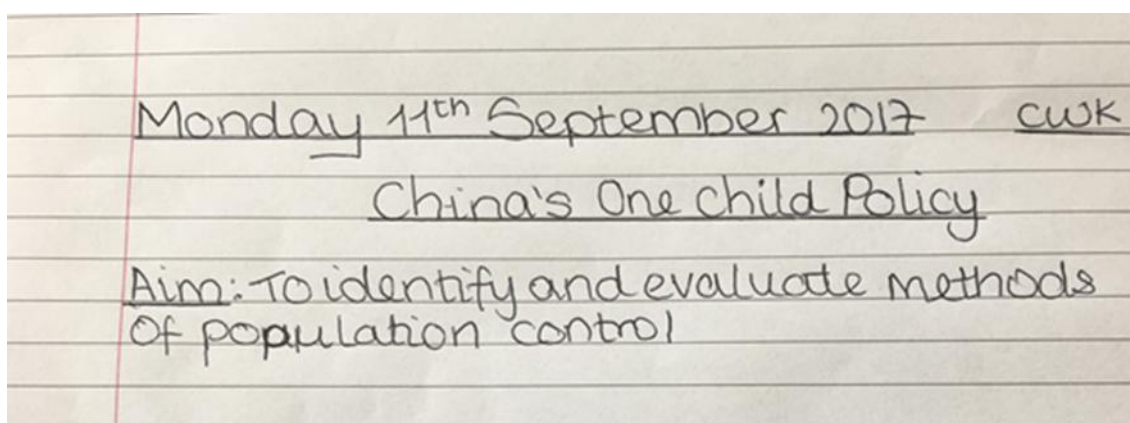 Monday 11th September 2017 CWK
China's One Child Policy
Aim: To identify and evaluate methods
Of population control